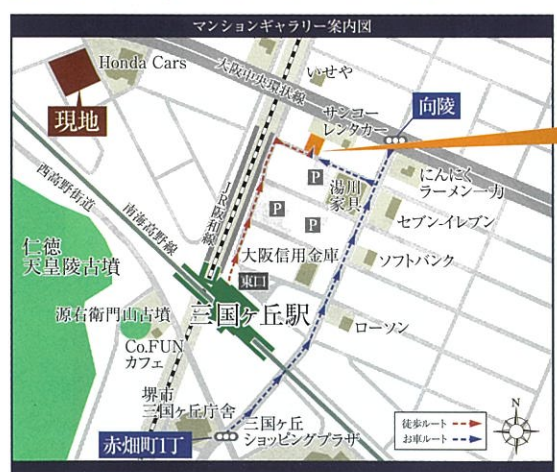 マンションギャラリー案内図
Honda Cars
いせや
大阪中央環状線
サンコー
レンタカー
向陵
現地
にんにく
ラーメン一力
湯川
家具
P
P
P
セブン-イレブン
西高野街道
南海高野線
JR阪和線
仁徳
天皇陵古墳
大阪信用金庫
ソフトバンク
東口
三国ヶ丘駅
源右衛門山古墳
ローソン
Co.FUN
カフェ
堺市
三国ヶ丘庁舎
三国ヶ丘
ショッピングプラザ
赤畑町1丁
徒歩ルート
お車ルート
N